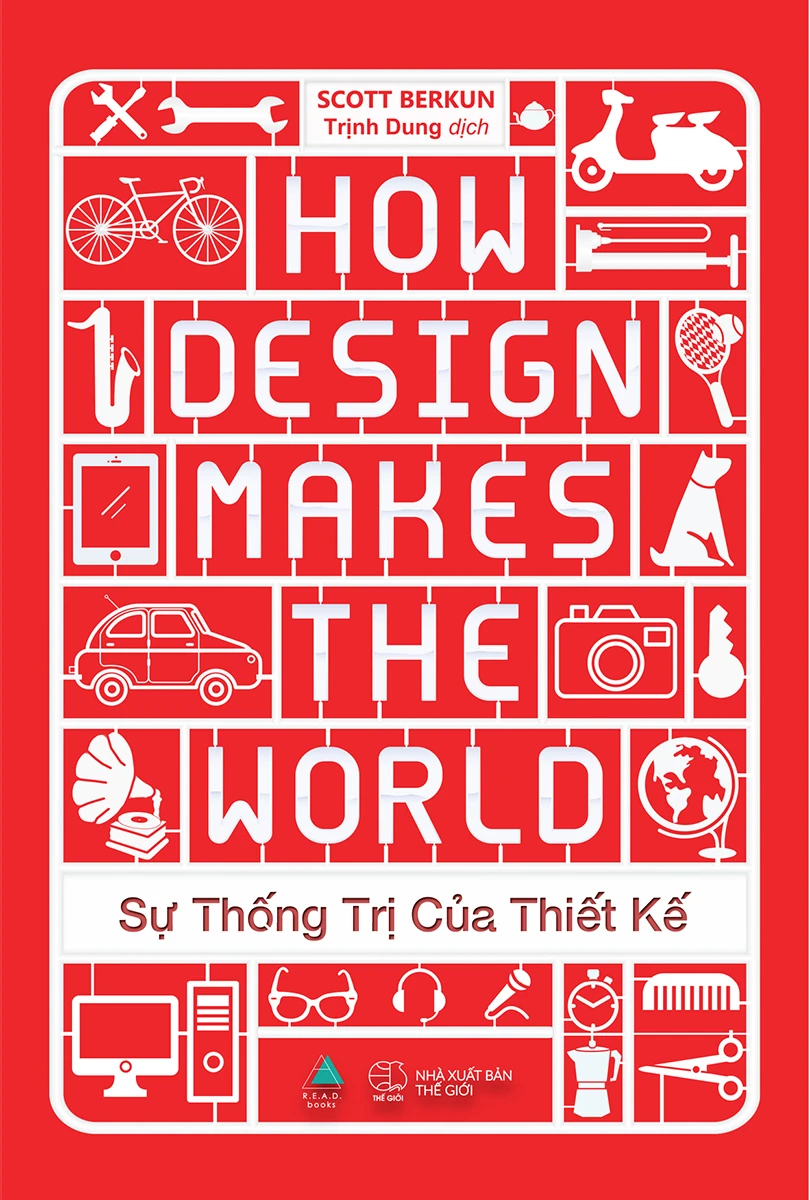 SCOTT BERKUN
Trịnh Dung dịch
HOW
DESIGN
MAKES
THE
WORLD
Sự Thống Trị Của Thiết Kế
R.E.A.D.
books
THẾ GIỚI
NHÀ XUẤT BẢN
THẾ GIỚI